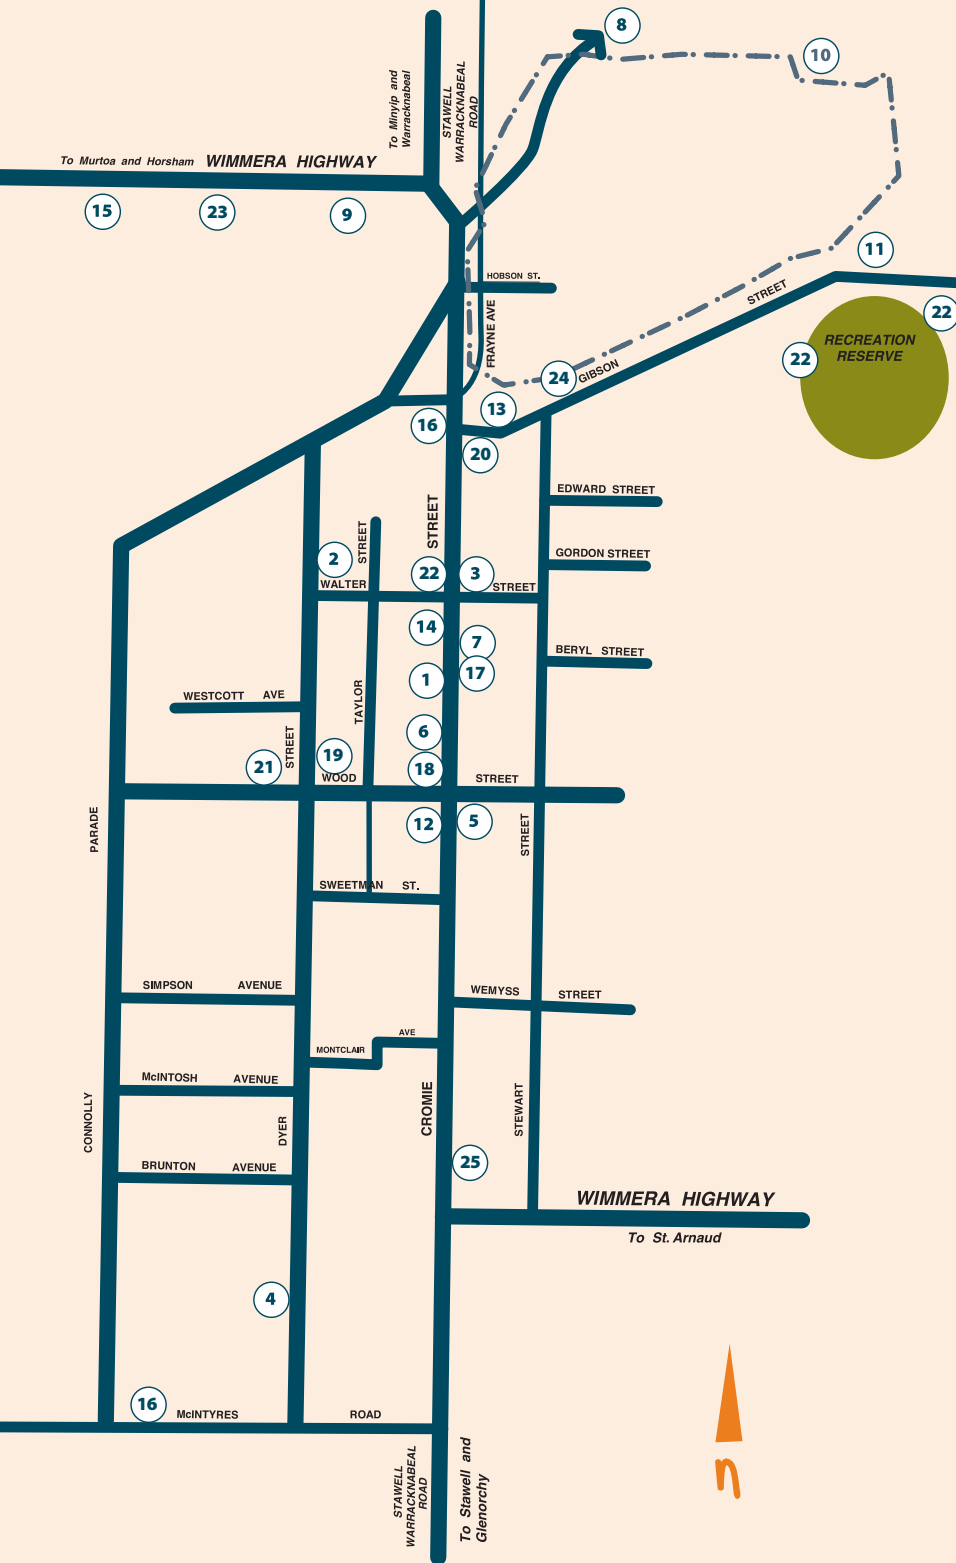 8
10
To Minyip and
Warracknabeal
STAWELL
WARRACKNABEAL
ROAD
To Murtoa and Horsham WIMMERA HIGHWAY
15
23
9
11
HOBSON ST.
STREET
22
FRAYNE AVE
RECREATION
RESERVE
22
24
GIBSON
13
16
20
EDWARD STREET
STREET
STREET
GORDON STREET
2
22
3
WALTER
STREET
14
7
BERYL STREET
17
1
WESTCOTT AVE
TAYLOR
6
STREET
19
21
18
WOOD
STREET
PARADE
12
5
STREET
SWEETMAN ST.
SIMPSON AVENUE
WEMYSS STREET
AVE
MONTCLAIR
McINTOSH AVENUE
CONNOLLY
DYER
CROMIE
STEWART
BRUNTON AVENUE
25
WIMMERA HIGHWAY
To St. Arnaud
4
16
McINTYRES ROAD
STAWELL
WARRACKNABEAL
ROAD
To Stawell and
Glenorchy
n